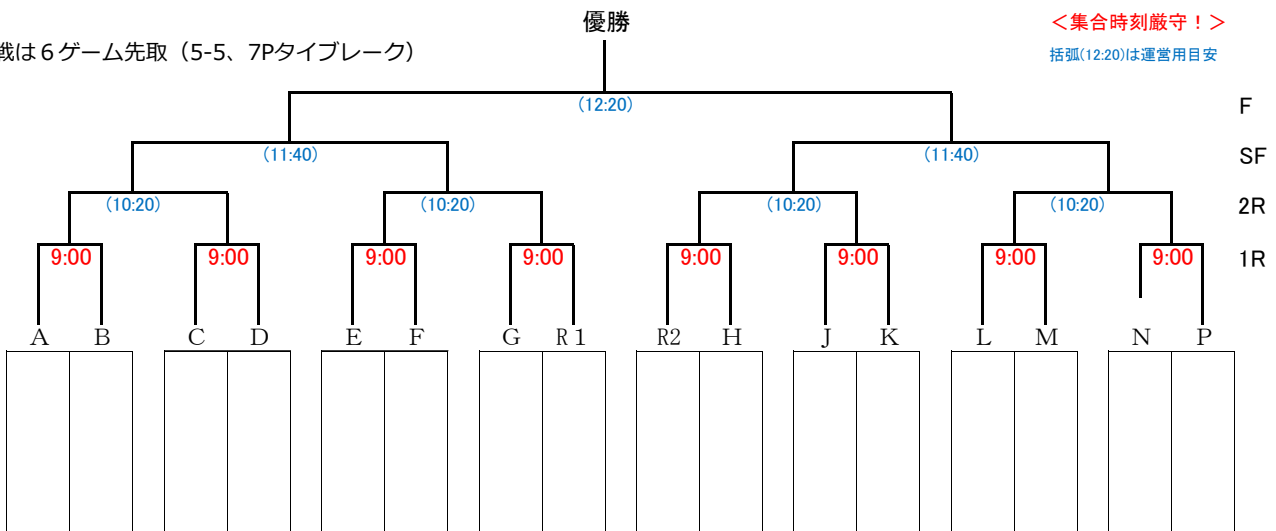 優勝
＜集合時刻厳守！＞
戦は６ゲーム先取（5-5、7Pタイブレーク）
括弧(12:20)は運営用目安
(12:20)
F
(11:40) (11:40)
SF
(10:20) (10:20) (10:20) (10:20)
2R
9:00 9:00 9:00 9:00 9:00 9:00 9:00 9:00
1R
A B C D E F G R１ R2 H J K L M N P